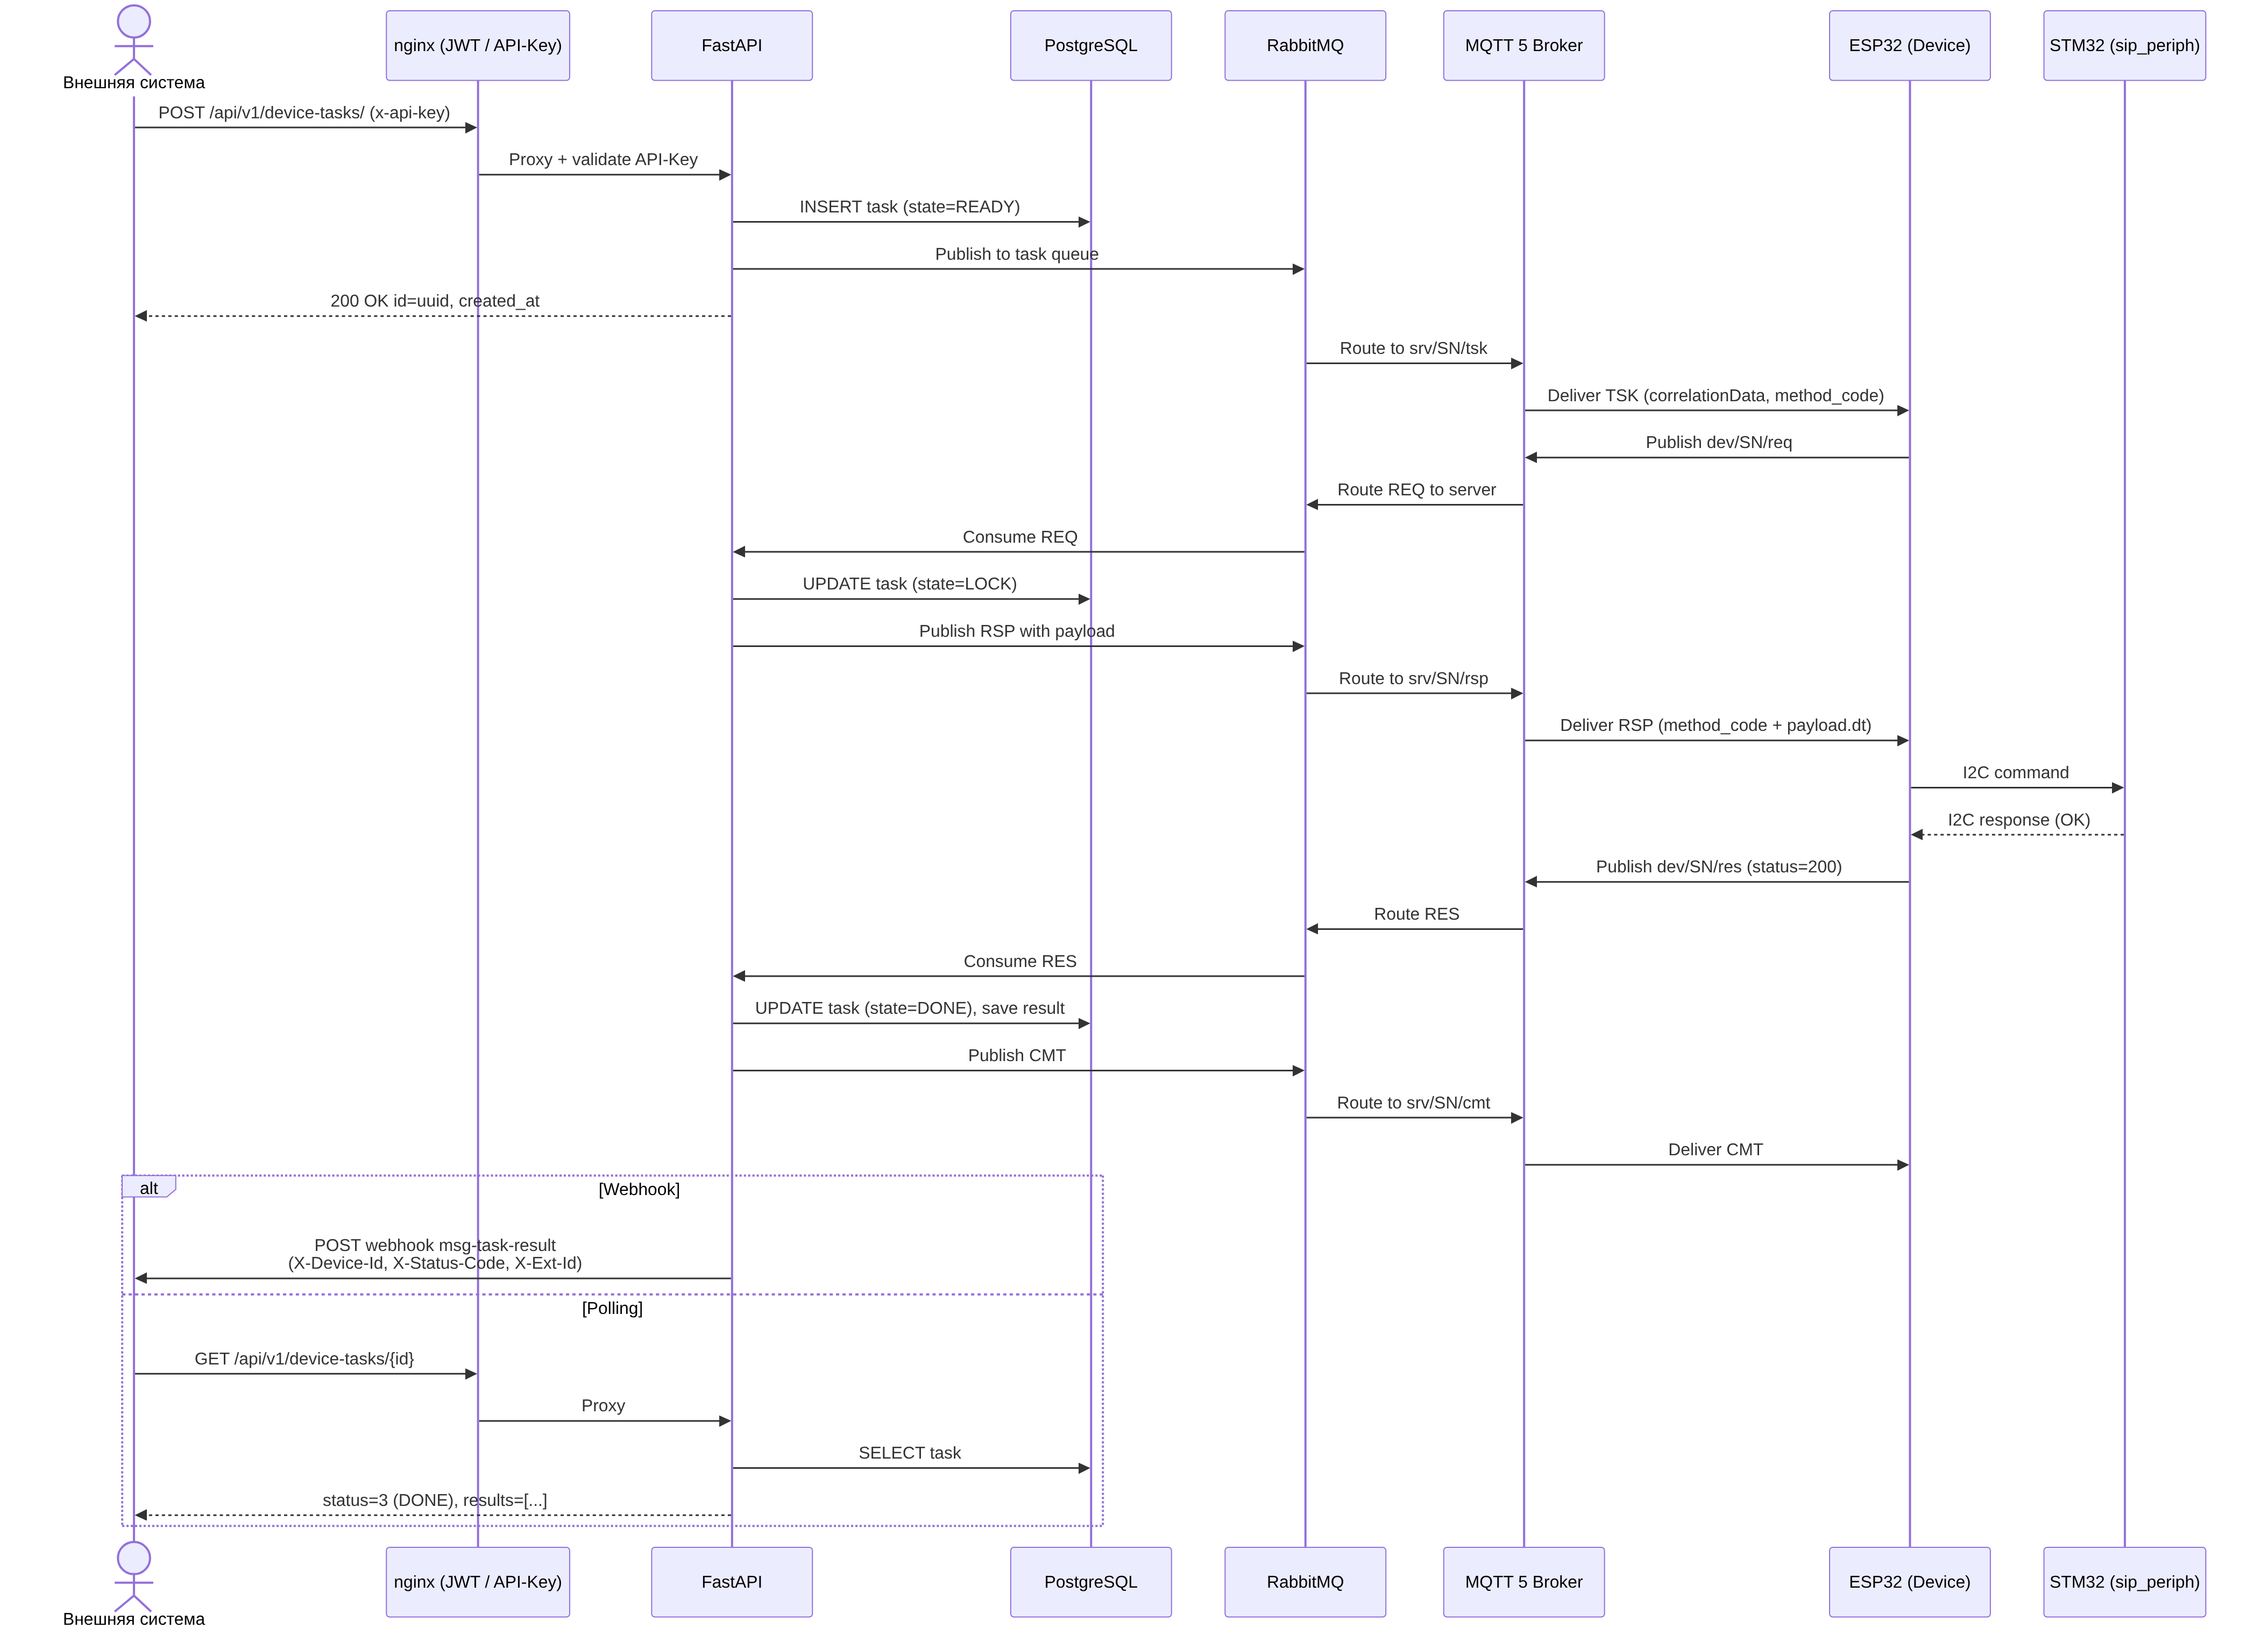 Внешняя система
nginx (JWT / API-Key)
FastAPI
PostgreSQL
RabbitMQ
MQTT 5 Broker
ESP32 (Device)
STM32 (sip_periph)
POST /api/v1/device-tasks/ (x-api-key)
Proxy + validate API-Key
INSERT task (state=READY)
Publish to task queue
200 OK id=uuid, created_at
Route to srv/SN/tsk
Deliver TSK (correlationData, method_code)
Publish dev/SN/req
Route REQ to server
Consume REQ
UPDATE task (state=LOCK)
Publish RSP with payload
Route to srv/SN/rsp
Deliver RSP (method_code + payload.dt)
I2C command
I2C response (OK)
Publish dev/SN/res (status=200)
Route RES
Consume RES
UPDATE task (state=DONE), save result
Publish CMT
Route to srv/SN/cmt
Deliver CMT
alt
[Webhook]
POST webhook msg-task-result
(X-Device-Id, X-Status-Code, X-Ext-Id)
[Polling]
GET /api/v1/device-tasks/{id}
Proxy
SELECT task
status=3 (DONE), results=[...]
Внешняя система
nginx (JWT / API-Key)
FastAPI
PostgreSQL
RabbitMQ
MQTT 5 Broker
ESP32 (Device)
STM32 (sip_periph)